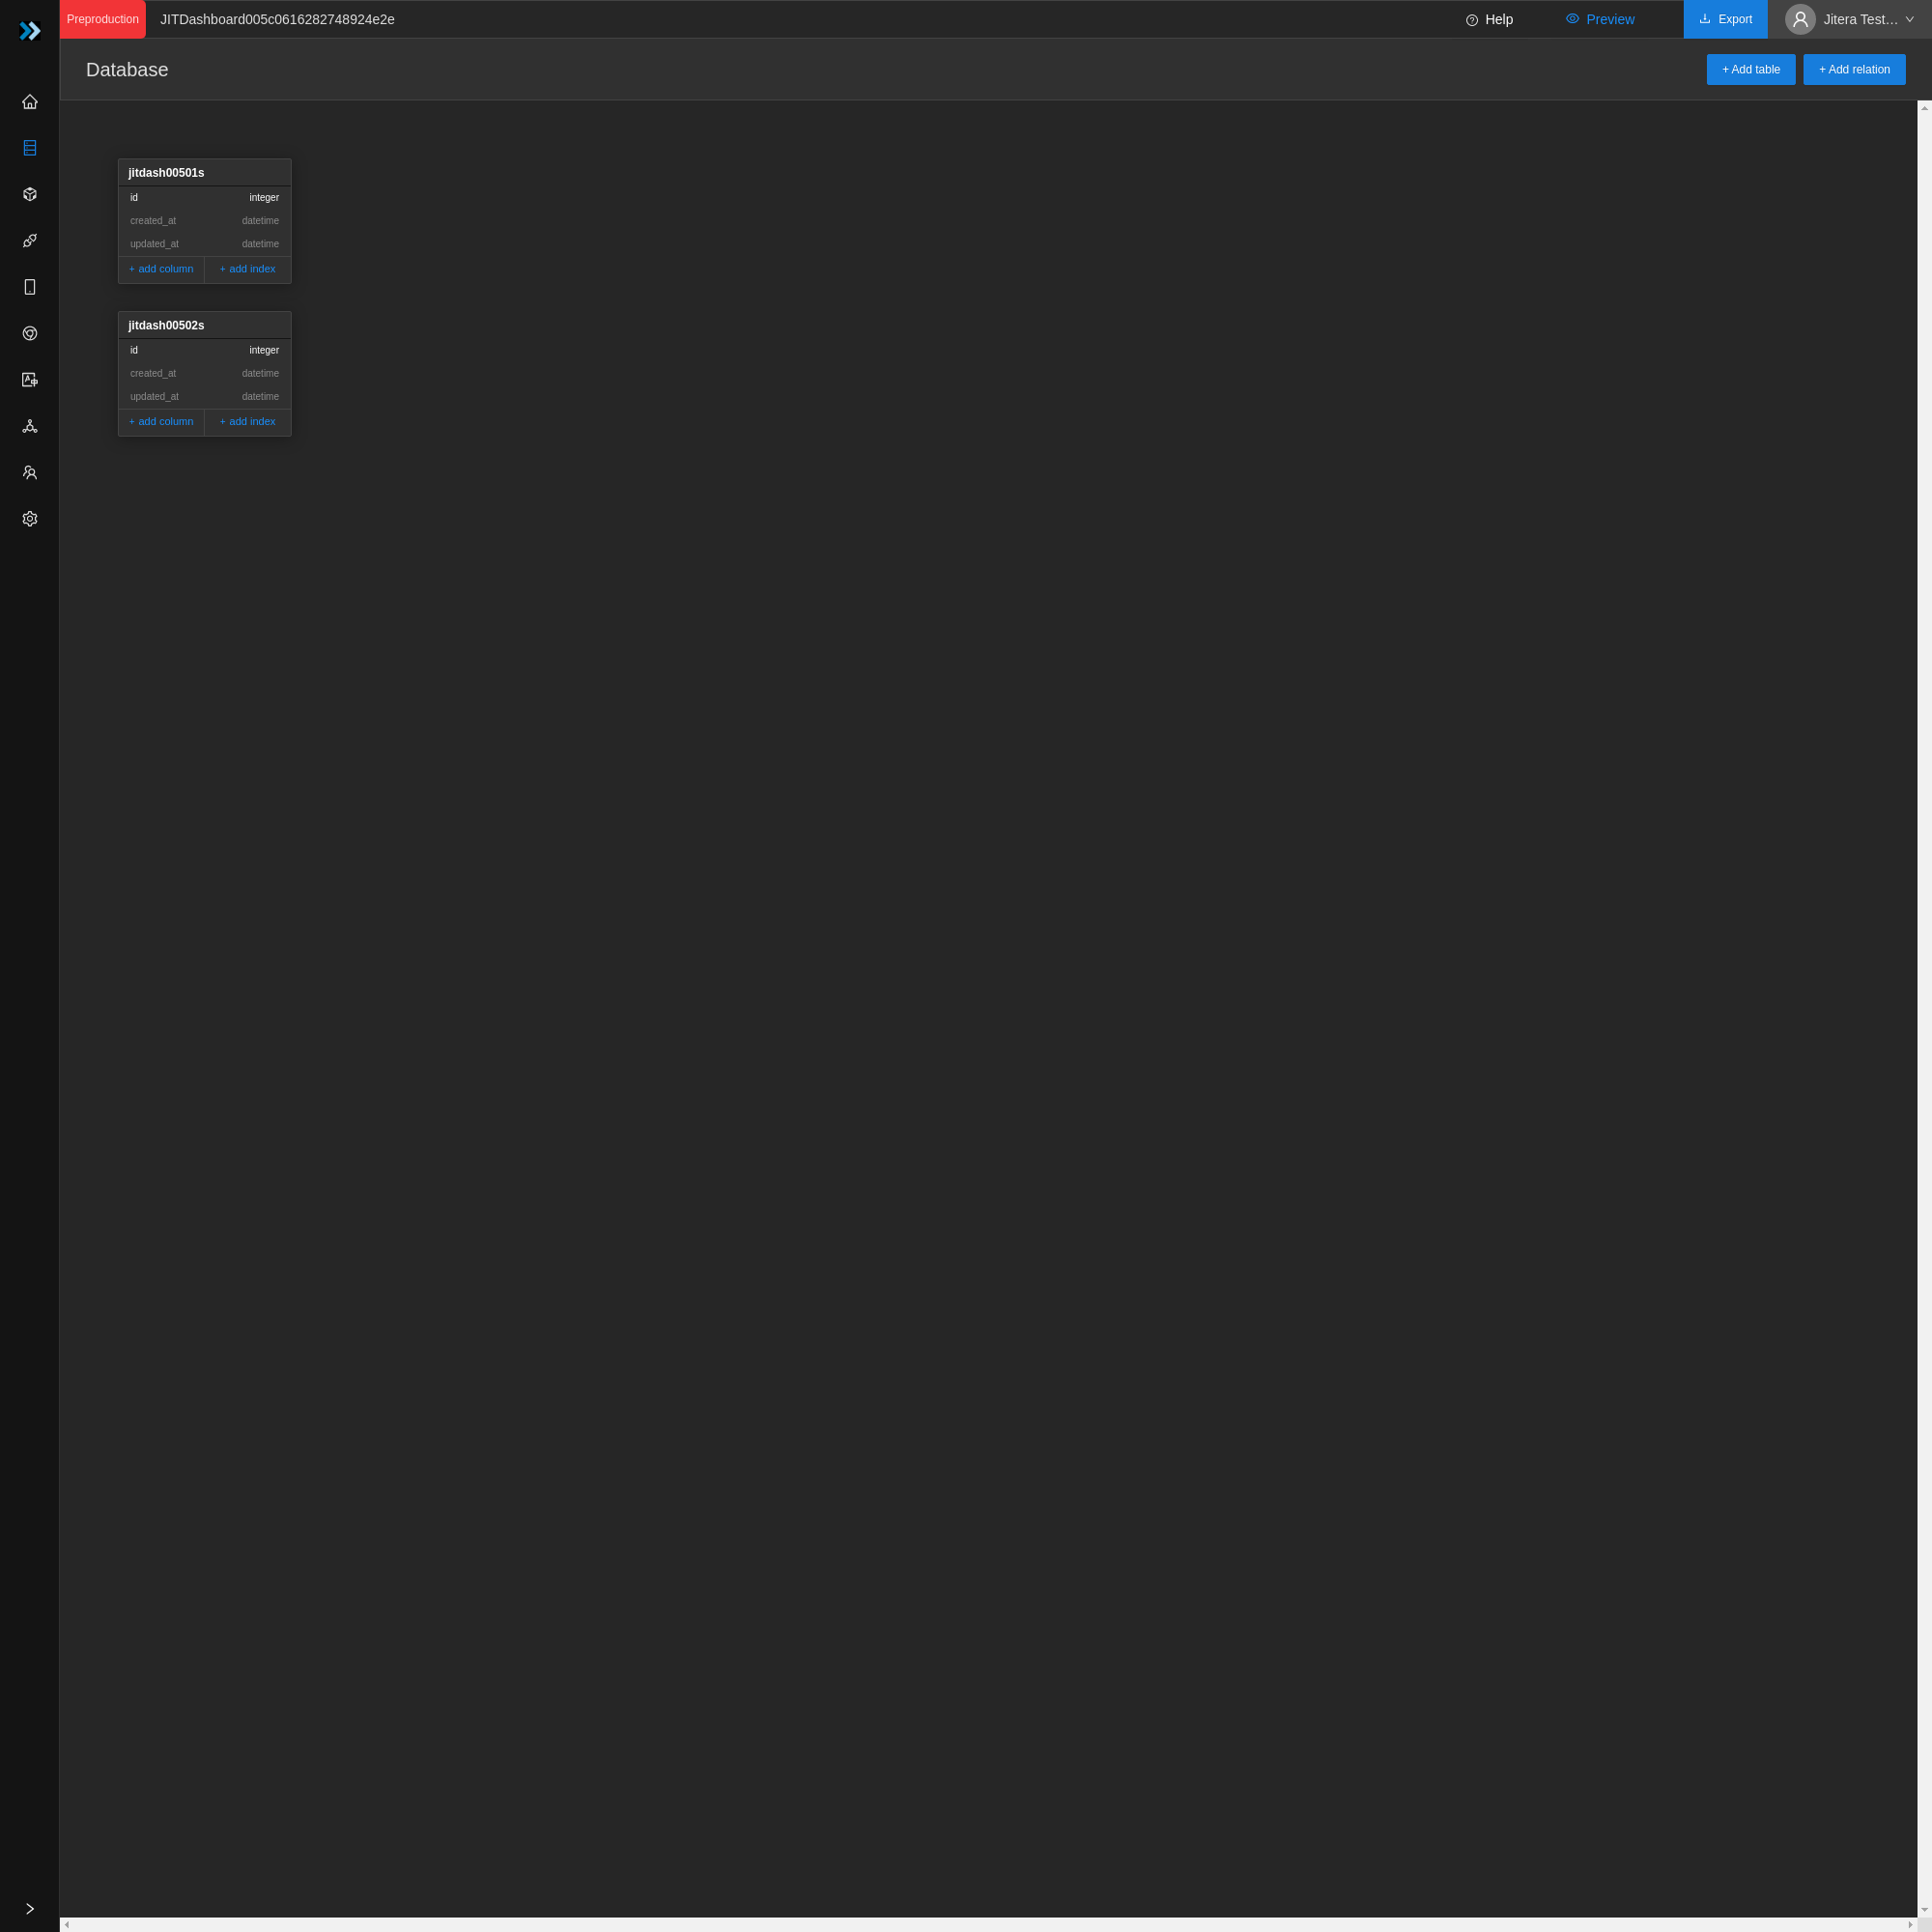 Preproduction JITDashboard005c0616282748924e2e Help Preview Export Jitera Test…
Database + Add table + Add relation
jitdash00501s
id integer
created_at datetime
updated_at datetime
+ add column + add index
jitdash00502s
id integer
created_at datetime
updated_at datetime
+ add column + add index